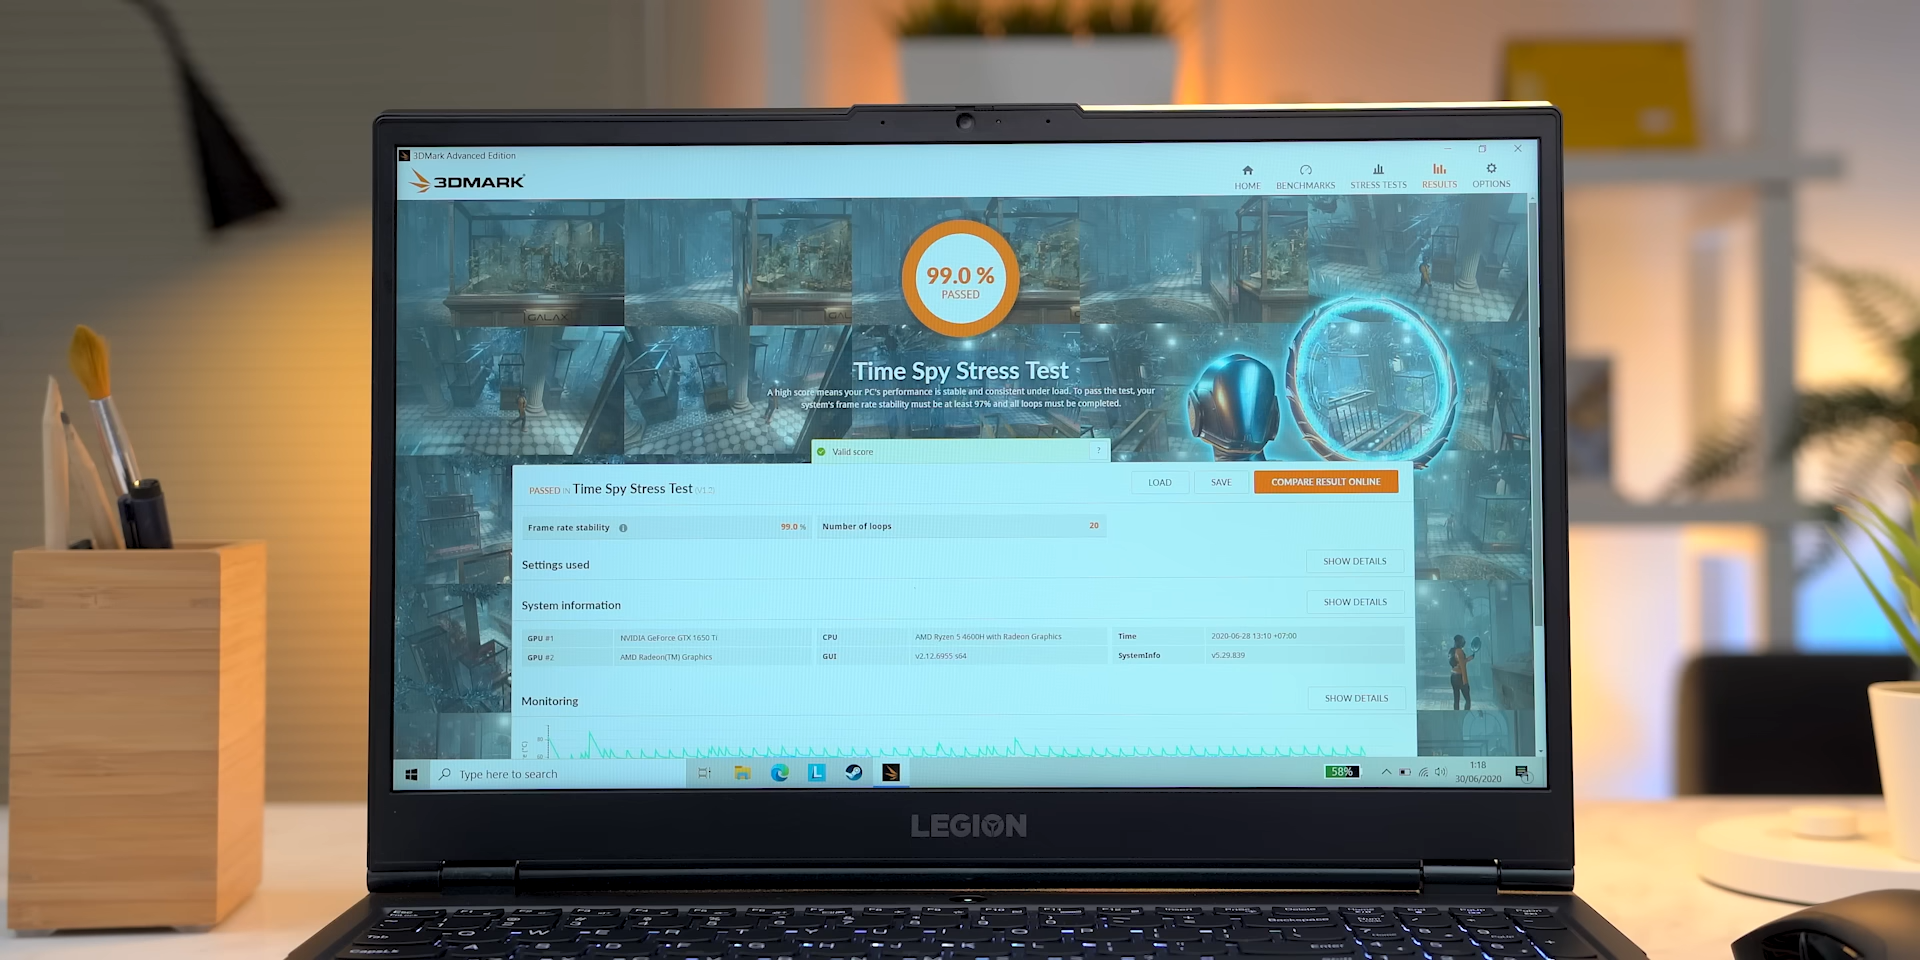 3DMark Advanced Edition
3DMARK
HOME
BENCHMARKS
STRESS TESTS
RESULTS
OPTIONS
99.0 %
PASSED
Time Spy Stress Test
A high score means your PC's performance is stable and consistent under load. To pass the test, your
system's frame rate stability must be at least 97% and all loops must be completed.
Valid score
?
PASSED IN Time Spy Stress Test
LOAD
SAVE
COMPARE RESULT ONLINE
Frame rate stability
99.0 %
Number of loops
20
Settings used
SHOW DETAILS
System information
SHOW DETAILS
GPU #1
NVIDIA GeForce GTX 1650 Ti
CPU
AMD Ryzen 5 4600H with Radeon Graphics
Time
2020-06-28 13:10 +07:00
GPU #2
AMD Radeon(TM) Graphics
GUI
v2.12.6955 s64
SystemInfo
v5.29.839
Monitoring
SHOW DETAILS
Type here to search
L
58%
1:18
30/06/2020
LEGION
Tab
Backspace
Enter